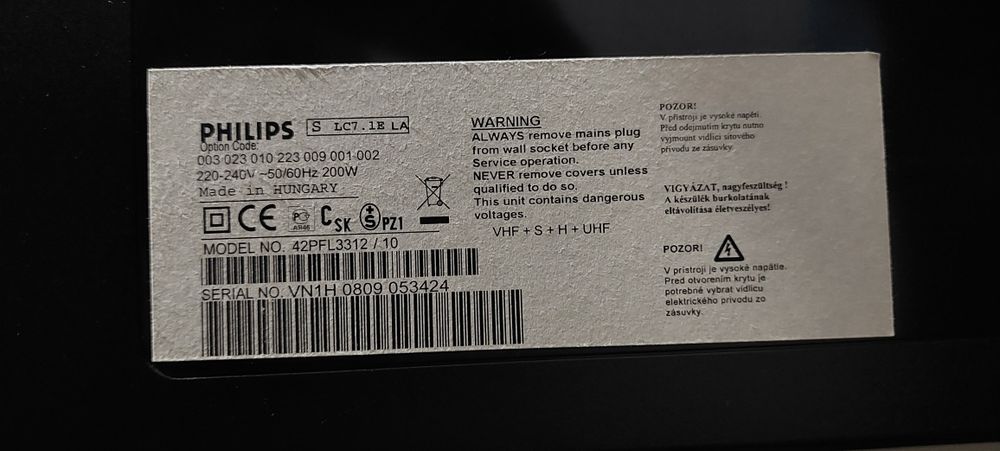 PHILIPS S LC7.1E LA
Option Code:
003 023 010 223 009 001 002
220-240V ~50/60Hz 200W
Made in HUNGARY
CE PC AR46 CSK S PZ1
MODEL NO. 42PFL3312 / 10
SERIAL NO. VN1H 0809 053424
WARNING
ALWAYS remove mains plug
from wall socket before any
Service operation.
NEVER remove covers unless
qualified to do so.
This unit contains dangerous
voltages.
VHF + S + H + UHF
POZOR!
V přístroji je vysoké napětí.
Před odejmutím krytu nutno
vyjmount vidlici síťového
přívodu ze zásuvky.
VIGYÁZAT, nagyfeszültség !
A készülék burkolatának
eltávolítása életveszélyes!
POZOR!
V prístroji je vysoké napätie.
Pred otvorením krytu je
potrebné vybrať vidlicu
elektrického prívodu zo
zásuvky.